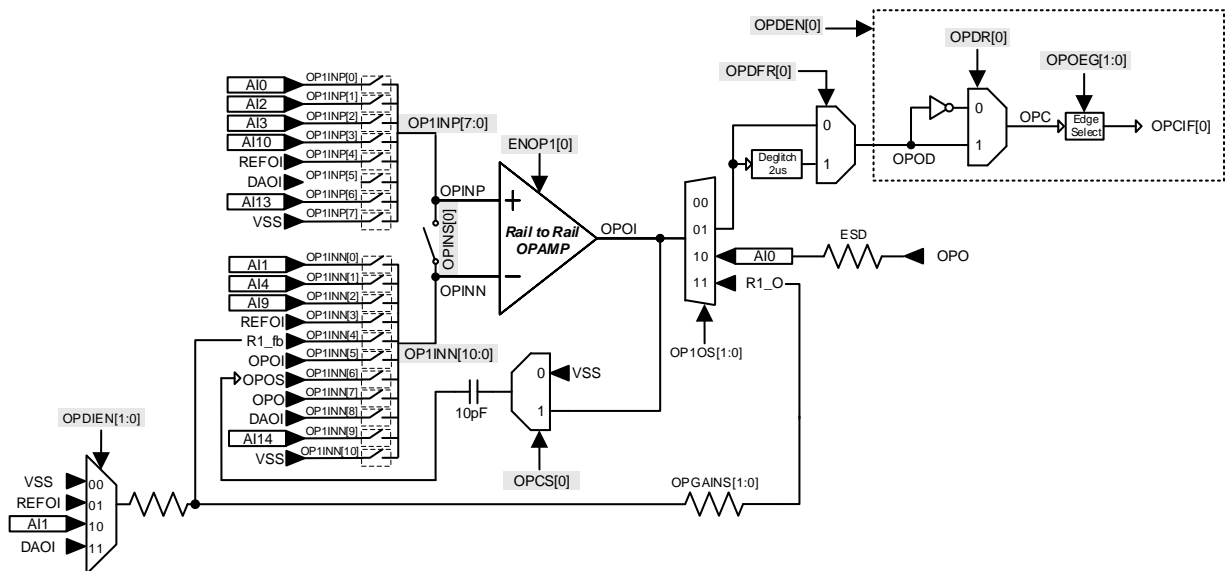 OPDEN[0]
OPDR[0]
OPOEG[1:0]
0
1
OPC
Edge
Select
OPCIF[0]
OPDFR[0]
0
1
Deglitch
2us
OPOD
AI0 OP1INP[0]
AI2 OP1INP[1]
AI3 OP1INP[2]
AI10 OP1INP[3]
REFOI OP1INP[4]
DAOI OP1INP[5]
AI13 OP1INP[6]
VSS OP1INP[7]
OP1INP[7:0]
ENOP1[0]
OPINP
OPINS[0]
OPINN
+
Rail to Rail
OPAMP
−
OPOI
00
01
10
11
AI0
ESD
OPO
R1_O
OP1OS[1:0]
AI1 OP1INN[0]
AI4 OP1INN[1]
AI9 OP1INN[2]
REFOI OP1INN[3]
R1_fb OP1INN[4]
OPOI OP1INN[5]
OPOS OP1INN[6]
OPO OP1INN[7]
DAOI OP1INN[8]
AI14 OP1INN[9]
VSS OP1INN[10]
OP1INN[10:0]
10pF
0
1
VSS
OPCS[0]
OPDIEN[1:0]
VSS 00
REFOI 01
AI1 10
DAOI 11
OPGAINS[1:0]